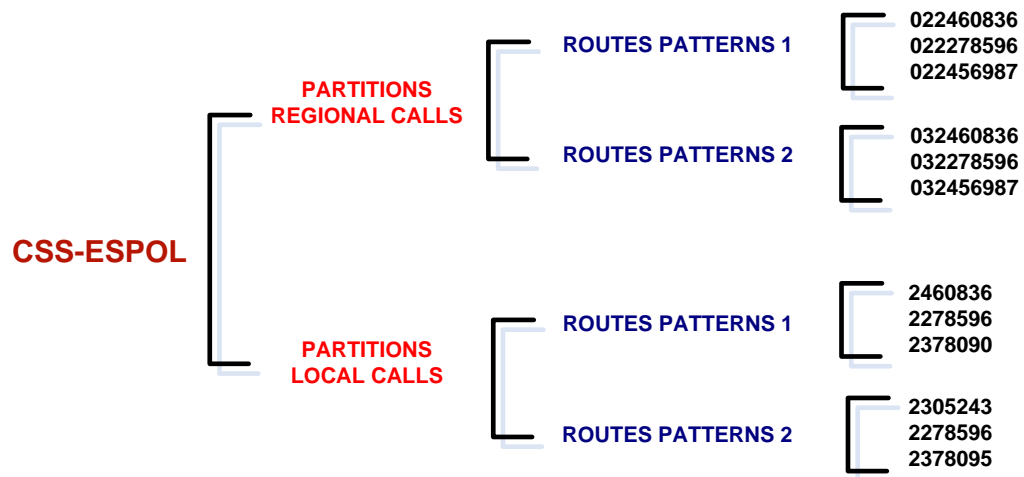 CSS-ESPOL
PARTITIONS
REGIONAL CALLS
ROUTES PATTERNS 1
022460836
022278596
022456987
ROUTES PATTERNS 2
032460836
032278596
032456987
PARTITIONS
LOCAL CALLS
ROUTES PATTERNS 1
2460836
2278596
2378090
ROUTES PATTERNS 2
2305243
2278596
2378095